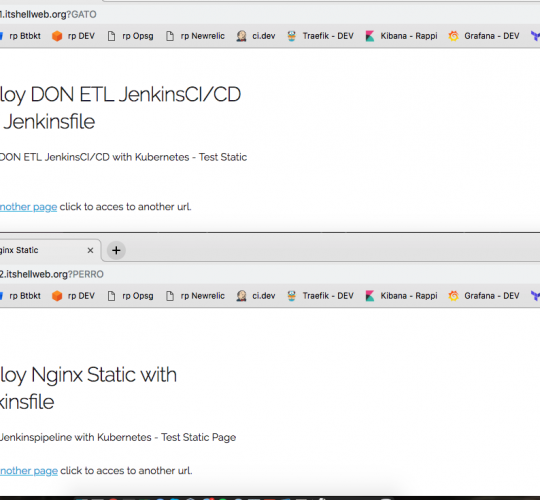 1.itshellweb.org?GATO
rp Btbkt rp DEV rp Opsg rp Newrelic ci.dev Traefik - DEV Kibana - Rappi Grafana - DEV
loy DON ETL JenkinsCI/CD
Jenkinsfile
DON ETL JenkinsCI/CD with Kubernetes - Test Static
nother page click to acces to another url.
ginx Static × +
2.itshellweb.org?PERRO
rp Btbkt rp DEV rp Opsg rp Newrelic ci.dev Traefik - DEV Kibana - Rappi Grafana - DEV
loy Nginx Static with
kinsfile
Jenkinspipeline with Kubernetes - Test Static Page
nother page click to acces to another url.